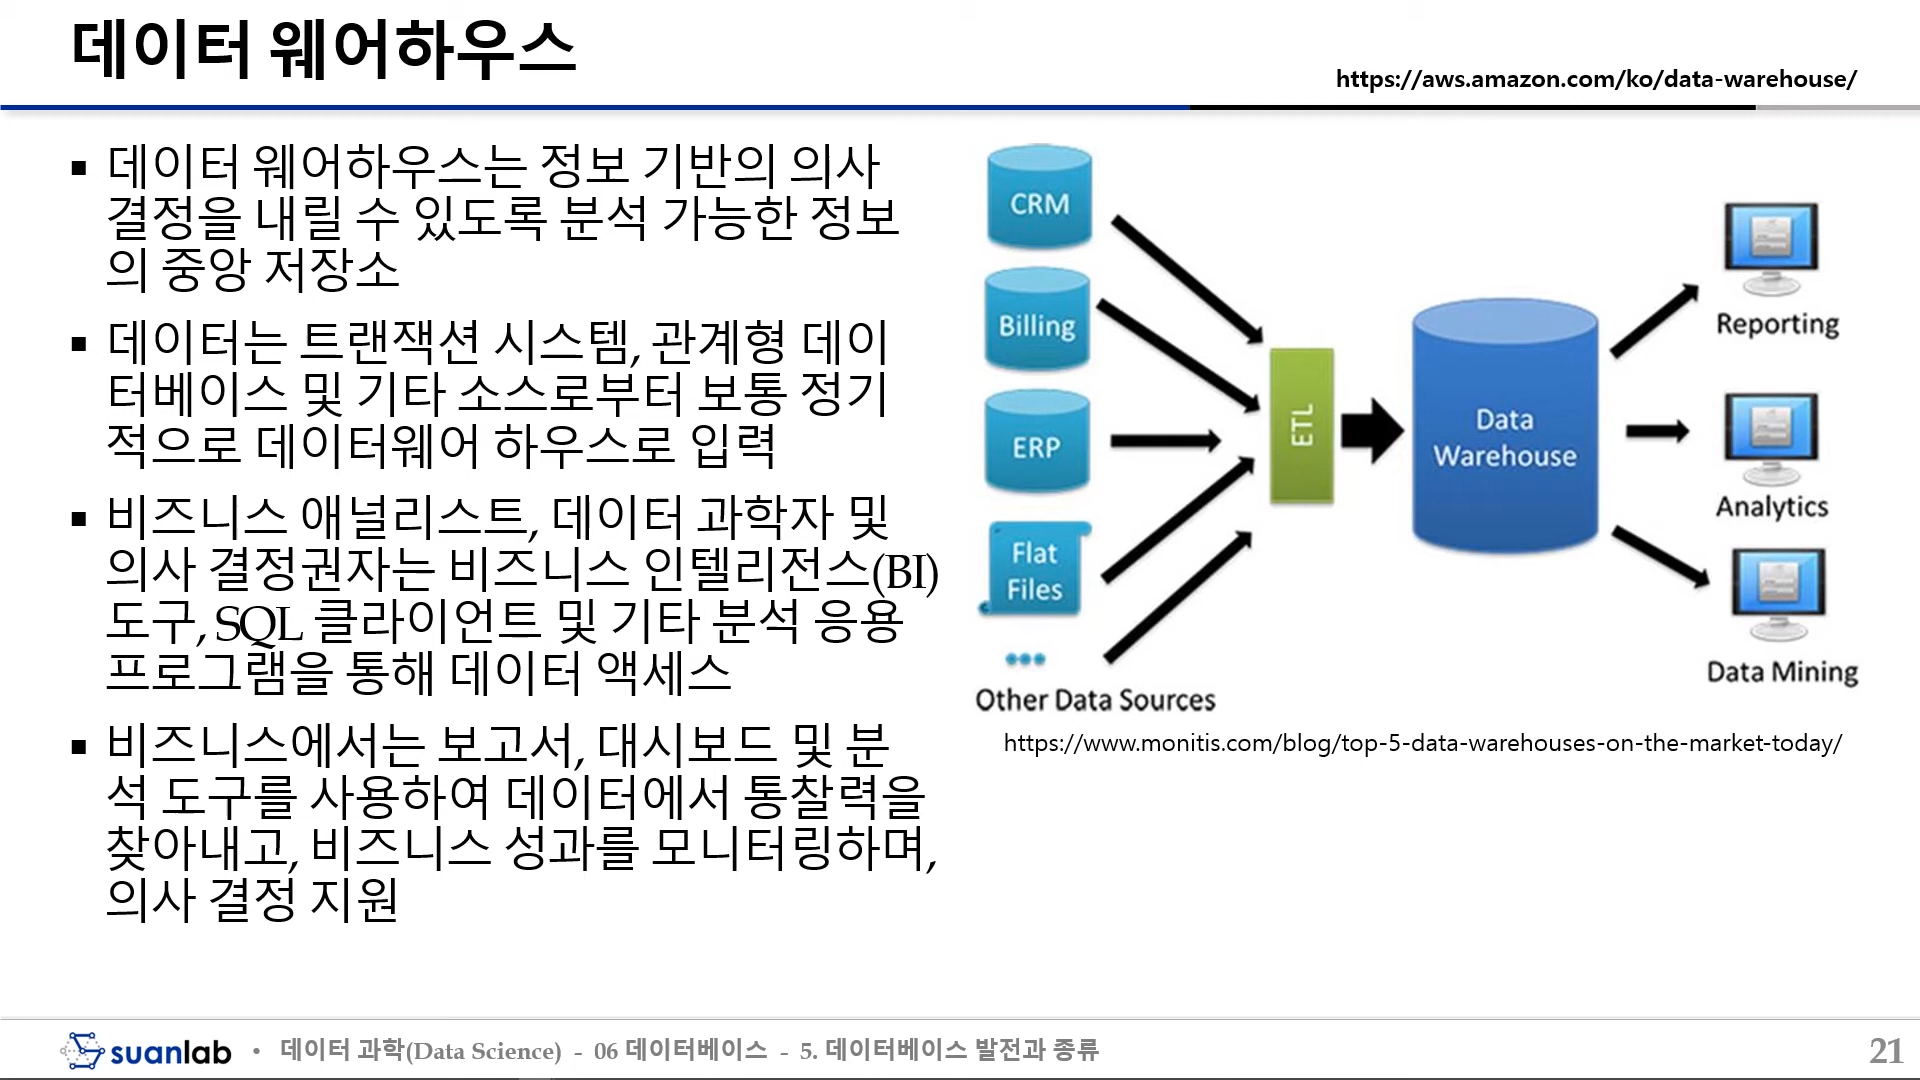 데이터 웨어하우스
https://aws.amazon.com/ko/data-warehouse/
▪ 데이터 웨어하우스는 정보 기반의 의사
결정을 내릴 수 있도록 분석 가능한 정보
의 중앙 저장소
▪ 데이터는 트랜잭션 시스템, 관계형 데이
터베이스 및 기타 소스로부터 보통 정기
적으로 데이터웨어 하우스로 입력
▪ 비즈니스 애널리스트, 데이터 과학자 및
의사 결정권자는 비즈니스 인텔리전스(BI)
도구, SQL 클라이언트 및 기타 분석 응용
프로그램을 통해 데이터 액세스
▪ 비즈니스에서는 보고서, 대시보드 및 분
석 도구를 사용하여 데이터에서 통찰력을
찾아내고, 비즈니스 성과를 모니터링하며,
의사 결정 지원
CRM
Billing
ERP
Flat
Files
Other Data Sources
ETL
Data
Warehouse
Reporting
Analytics
Data Mining
https://www.monitis.com/blog/top-5-data-warehouses-on-the-market-today/
suanlab • 데이터 과학(Data Science) - 06 데이터베이스 - 5. 데이터베이스 발전과 종류
21